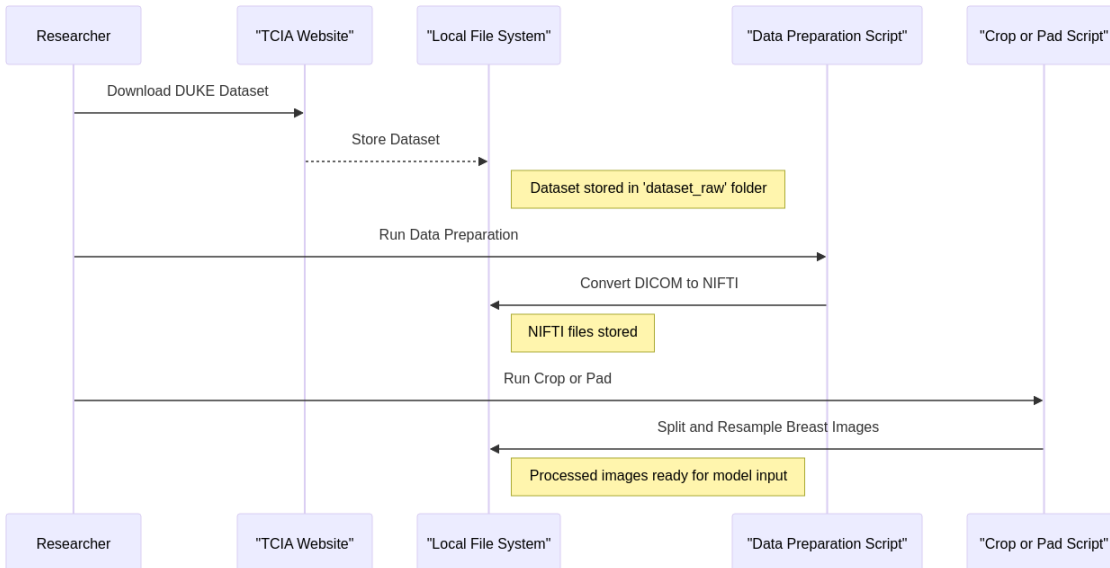 Researcher
"TCIA Website"
"Local File System"
"Data Preparation Script"
"Crop or Pad Script"
Download DUKE Dataset
Store Dataset
Dataset stored in 'dataset_raw' folder
Run Data Preparation
Convert DICOM to NIFTI
NIFTI files stored
Run Crop or Pad
Split and Resample Breast Images
Processed images ready for model input
Researcher
"TCIA Website"
"Local File System"
"Data Preparation Script"
"Crop or Pad Script"